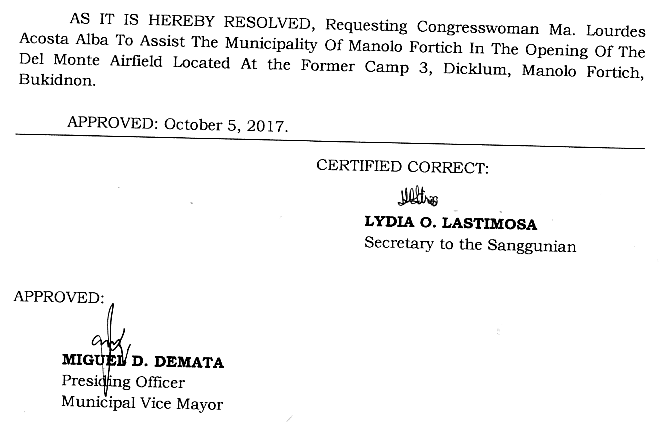 AS IT IS HEREBY RESOLVED, Requesting Congresswoman Ma. Lourdes
Acosta Alba To Assist The Municipality Of Manolo Fortich In The Opening Of The
Del Monte Airfield Located At the Former Camp 3, Dicklum, Manolo Fortich,
Bukidnon.
APPROVED: October 5, 2017.
CERTIFIED CORRECT:
LYDIA O. LASTIMOSA
Secretary to the Sanggunian
APPROVED:
MIGUEL D. DEMATA
Presiding Officer
Municipal Vice Mayor